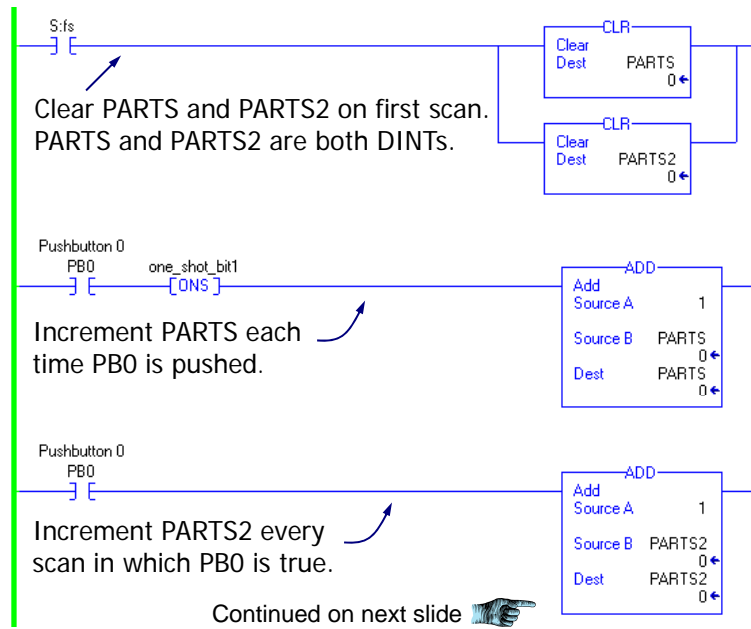 S:fs
CLR
Clear
Dest PARTS
0
Clear PARTS and PARTS2 on first scan.
PARTS and PARTS2 are both DINTs.
CLR
Clear
Dest PARTS2
0
Pushbutton 0
PB0 one_shot_bit1
ONS
ADD
Add
Source A 1
Source B PARTS
0
Dest PARTS
0
Increment PARTS each
time PB0 is pushed.
Pushbutton 0
PB0
ADD
Add
Source A 1
Source B PARTS2
0
Dest PARTS2
0
Increment PARTS2 every
scan in which PB0 is true.
Continued on next slide